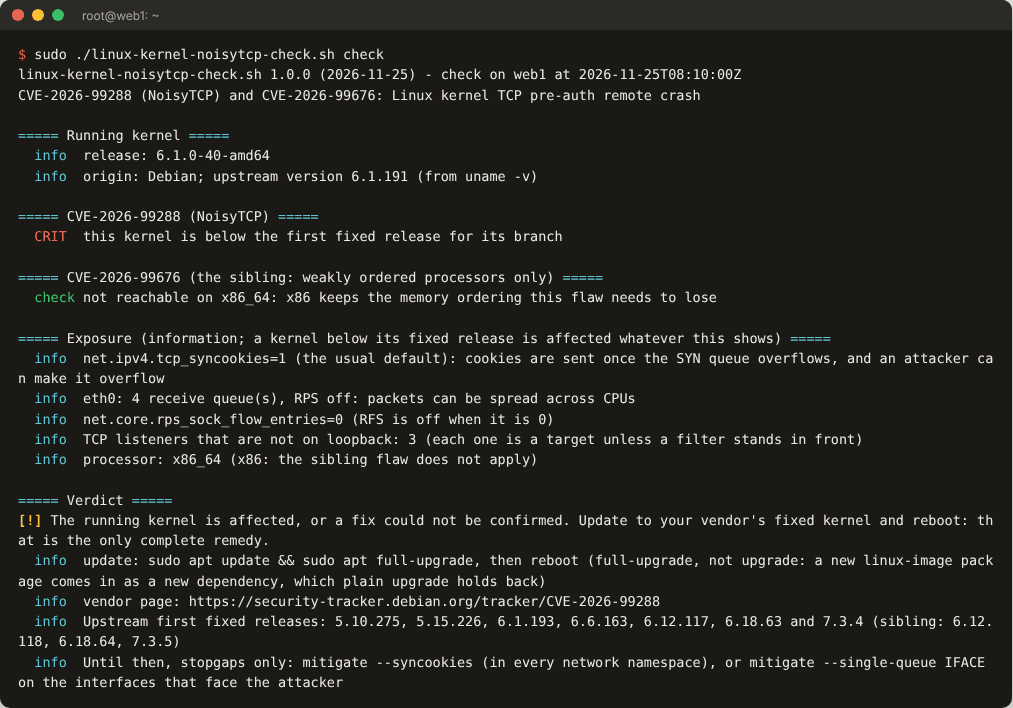 root@web1: ~
$ sudo ./linux-kernel-noisytcp-check.sh check
linux-kernel-noisytcp-check.sh 1.0.0 (2026-11-25) - check on web1 at 2026-11-25T08:10:00Z
CVE-2026-99288 (NoisyTCP) and CVE-2026-99676: Linux kernel TCP pre-auth remote crash
===== Running kernel =====
info  release: 6.1.0-40-amd64
info  origin: Debian; upstream version 6.1.191 (from uname -v)
===== CVE-2026-99288 (NoisyTCP) =====
CRIT  this kernel is below the first fixed release for its branch
===== CVE-2026-99676 (the sibling: weakly ordered processors only) =====
check not reachable on x86_64: x86 keeps the memory ordering this flaw needs to lose
===== Exposure (information; a kernel below its fixed release is affected whatever this shows) =====
info  net.ipv4.tcp_syncookies=1 (the usual default): cookies are sent once the SYN queue overflows, and an attacker ca
n make it overflow
info  eth0: 4 receive queue(s), RPS off: packets can be spread across CPUs
info  net.core.rps_sock_flow_entries=0 (RFS is off when it is 0)
info  TCP listeners that are not on loopback: 3 (each one is a target unless a filter stands in front)
info  processor: x86_64 (x86: the sibling flaw does not apply)
===== Verdict =====
[!] The running kernel is affected, or a fix could not be confirmed. Update to your vendor's fixed kernel and reboot: th
at is the only complete remedy.
info  update: sudo apt update && sudo apt full-upgrade, then reboot (full-upgrade, not upgrade: a new linux-image pack
age comes in as a new dependency, which plain upgrade holds back)
info  vendor page: https://security-tracker.debian.org/tracker/CVE-2026-99288
info  Upstream first fixed releases: 5.10.275, 5.15.226, 6.1.193, 6.6.163, 6.12.117, 6.18.63 and 7.3.4 (sibling: 6.12.
118, 6.18.64, 7.3.5)
info  Until then, stopgaps only: mitigate --syncookies (in every network namespace), or mitigate --single-queue IFACE
on the interfaces that face the attacker